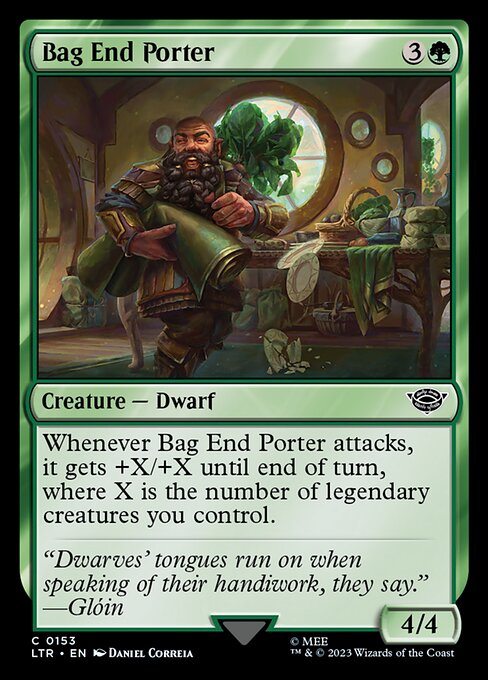 Bag End Porter 3
Creature — Dwarf
Whenever Bag End Porter attacks,
it gets +X/+X until end of turn,
where X is the number of legendary
creatures you control.
“Dwarves’ tongues run on when
speaking of their handiwork, they say.”
—Glóin
4/4
C 0153
LTR • EN Daniel Correia
© MEE
™ & © 2023 Wizards of the Coast